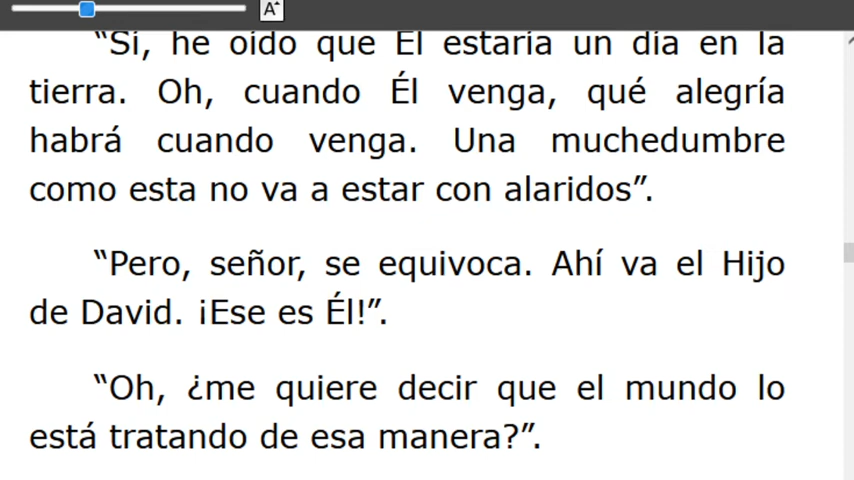 A
“Sí, he oído que Él estaría un día en la
tierra. Oh, cuando Él venga, qué alegría
habrá cuando venga. Una muchedumbre
como esta no va a estar con alaridos”.
“Pero, señor, se equivoca. Ahí va el Hijo
de David. ¡Ese es Él!”.
“Oh, ¿me quiere decir que el mundo lo
está tratando de esa manera?”.